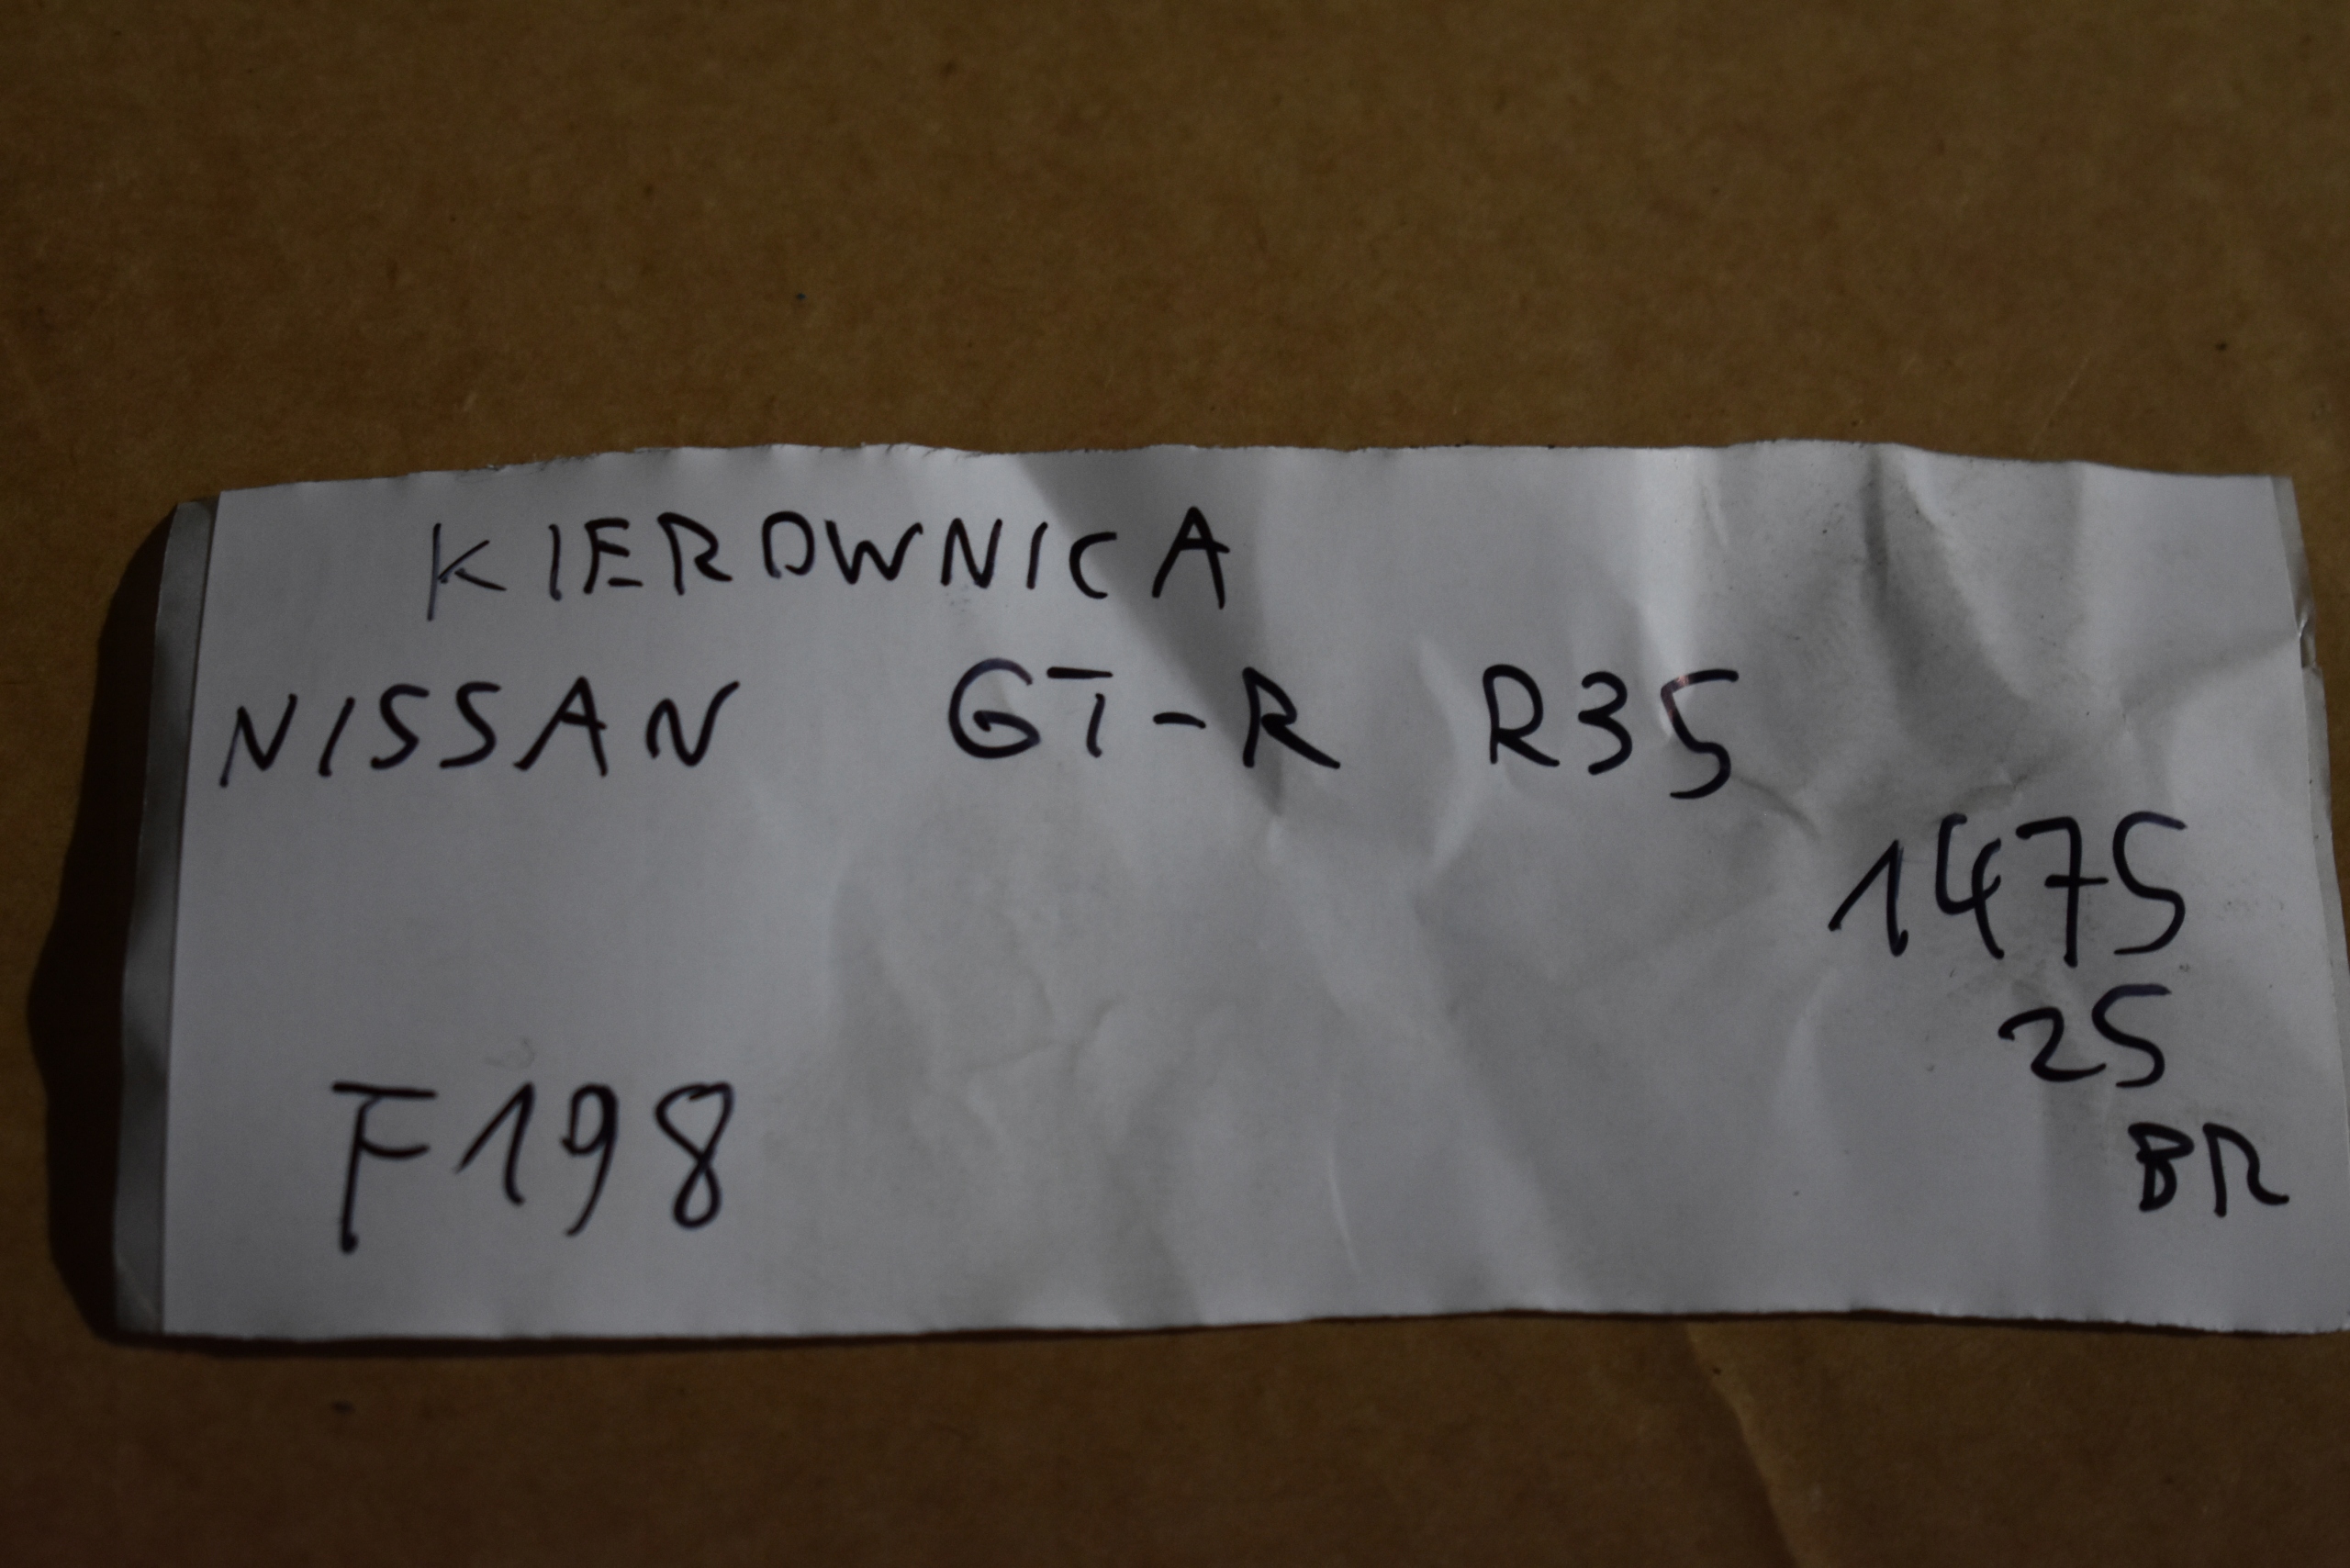 KIEROWNICA
NISSAN GT-R R35
1475
25
F198
BR